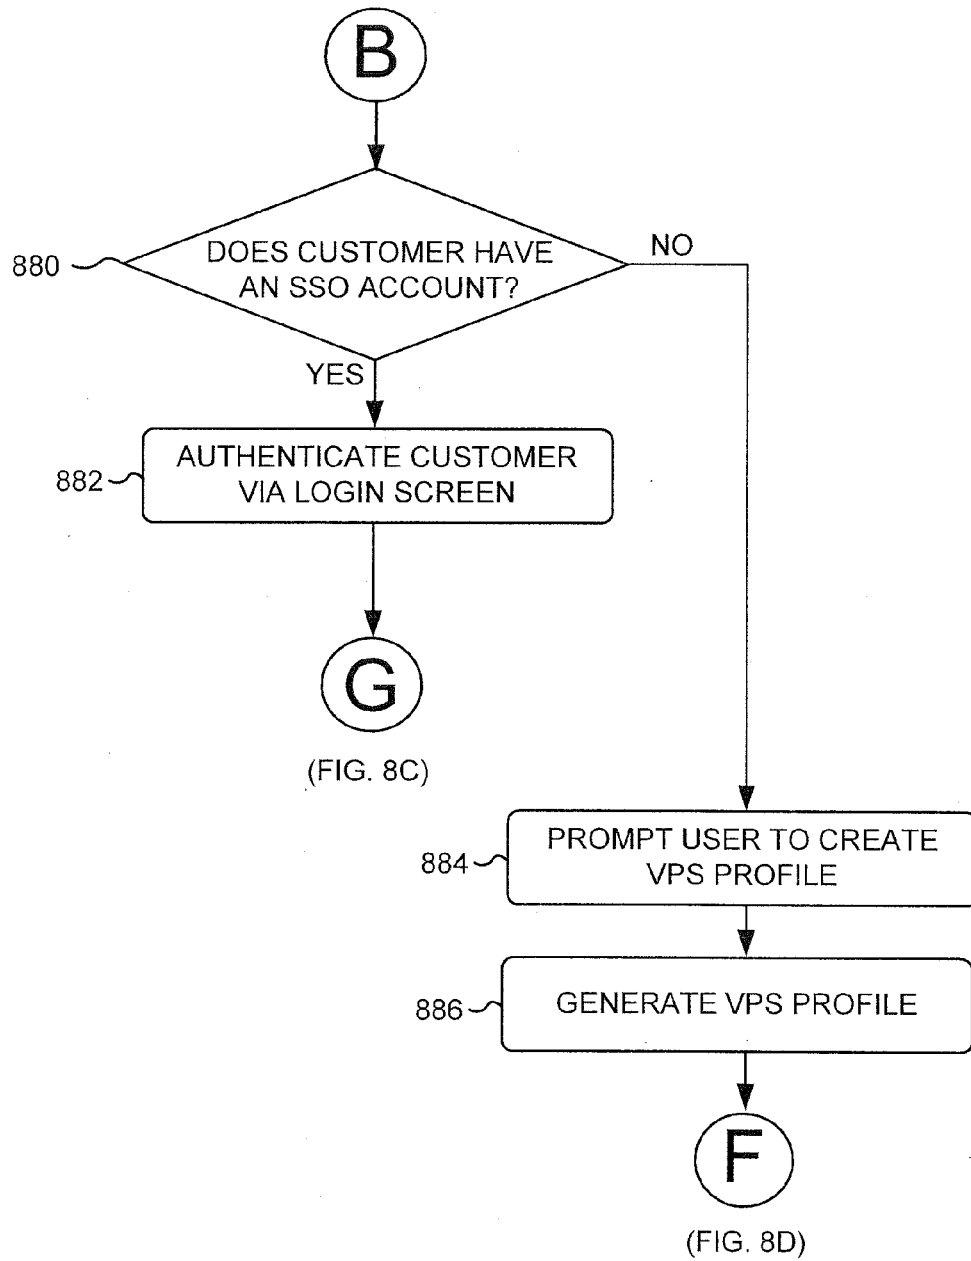 B
880
DOES CUSTOMER HAVE
AN SSO ACCOUNT?
NO
YES
882
AUTHENTICATE CUSTOMER
VIA LOGIN SCREEN
G
(FIG. 8C)
884
PROMPT USER TO CREATE
VPS PROFILE
886
GENERATE VPS PROFILE
F
(FIG. 8D)